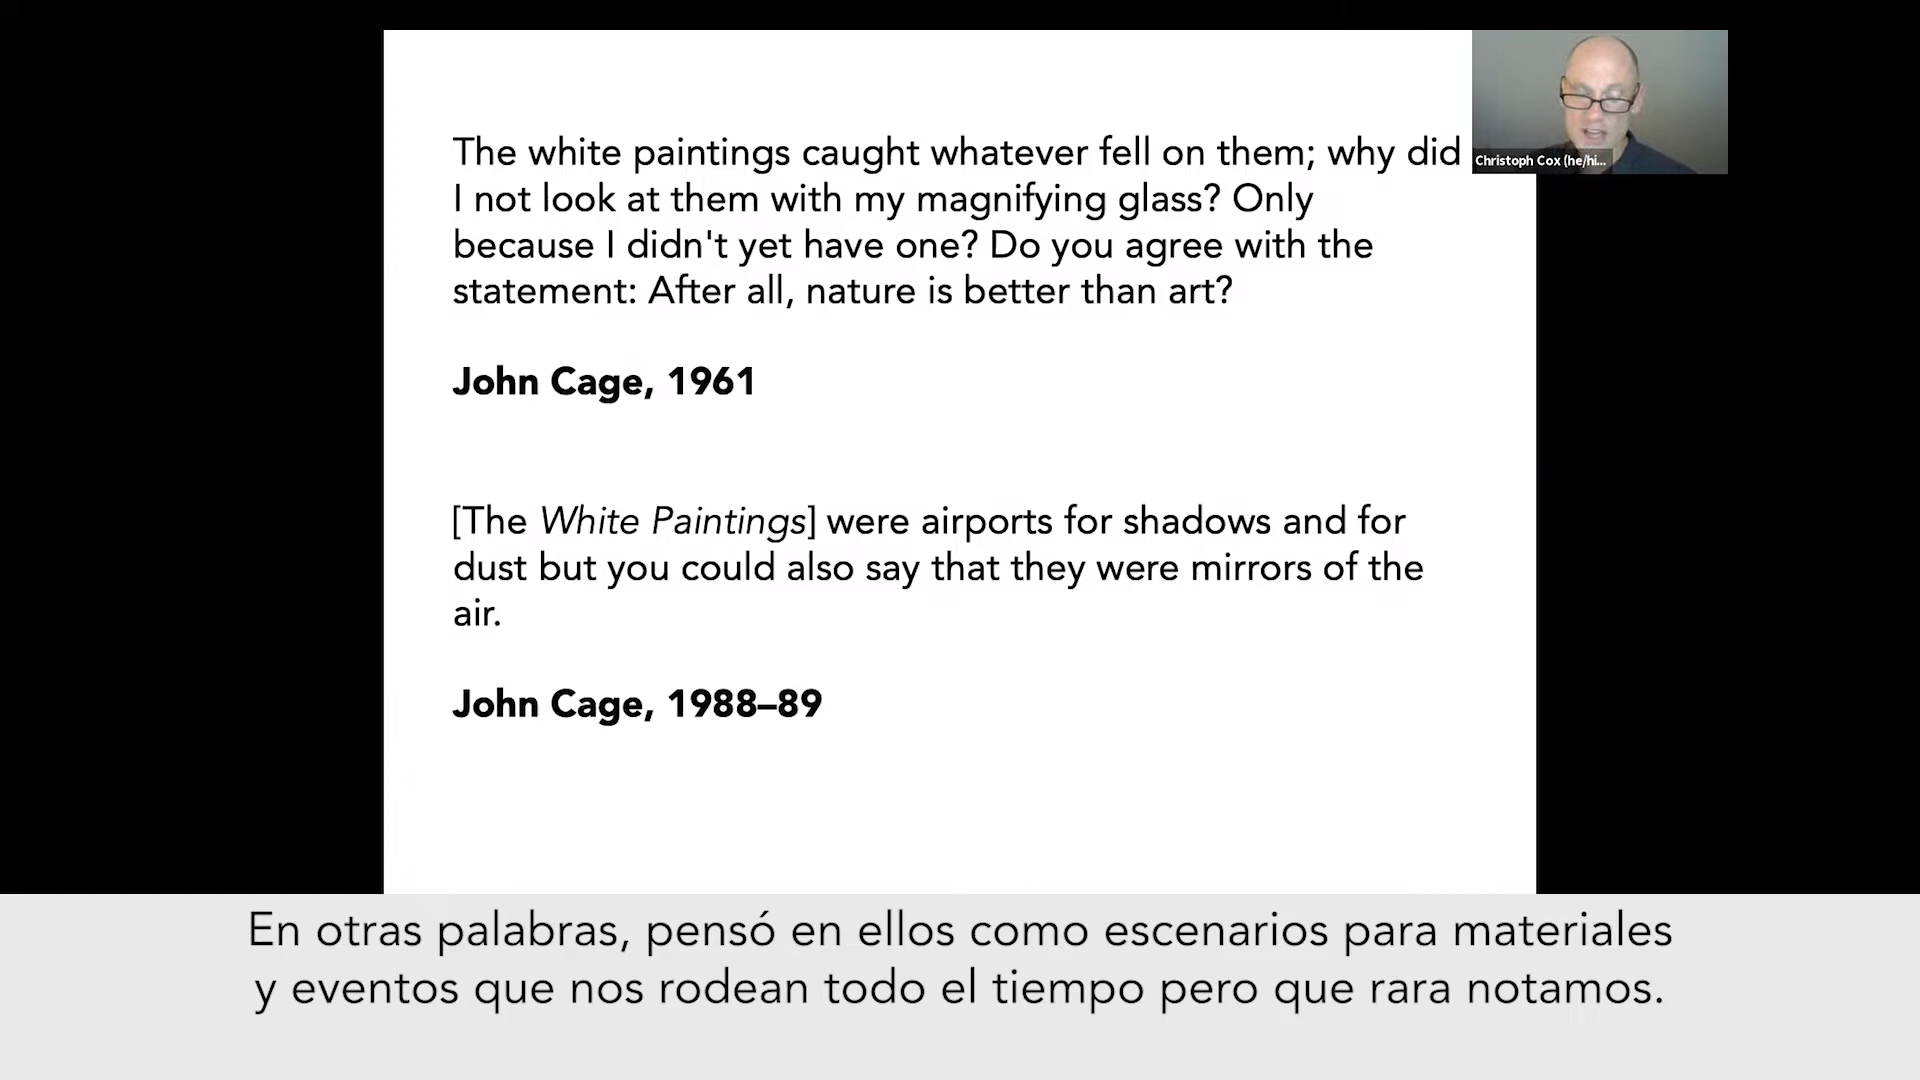 The white paintings caught whatever fell on them; why did
I not look at them with my magnifying glass? Only
because I didn't yet have one? Do you agree with the
statement: After all, nature is better than art?
John Cage, 1961
[The White Paintings] were airports for shadows and for
dust but you could also say that they were mirrors of the
air.
John Cage, 1988–89
Christoph Cox (he/hi...
En otras palabras, pensó en ellos como escenarios para materiales
y eventos que nos rodean todo el tiempo pero que rara notamos.